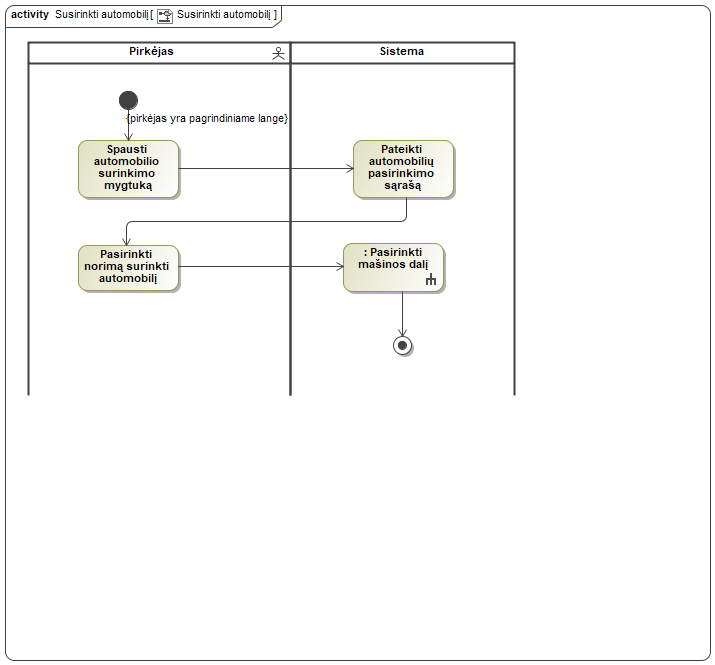 activity Susirinkti automobilį[ Susirinkti automobilį ]
Pirkėjas
Sistema
{pirkėjas yra pagrindiniame lange}
Spausti
automobilio
surinkimo
mygtuką
Pateikti
automobilių
pasirinkimo
sąrašą
Pasirinkti
norimą surinkti
automobilį
: Pasirinkti
mašinos dalį